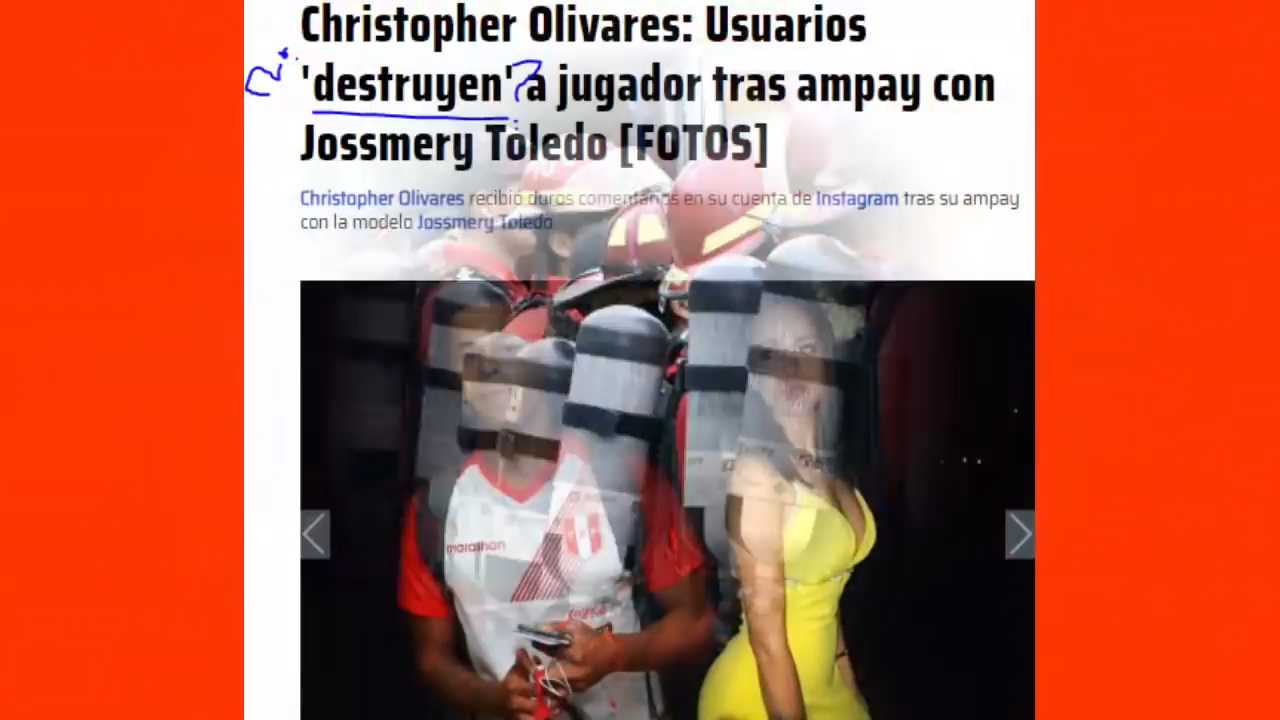 Christopher Olivares: Usuarios
'destruyen' a jugador tras ampay con
Jossmery Toledo [FOTOS]
Christopher Olivares recibió duros comentarios en su cuenta de Instagram tras su ampay
con la modelo Jossmery Toledo
marathon